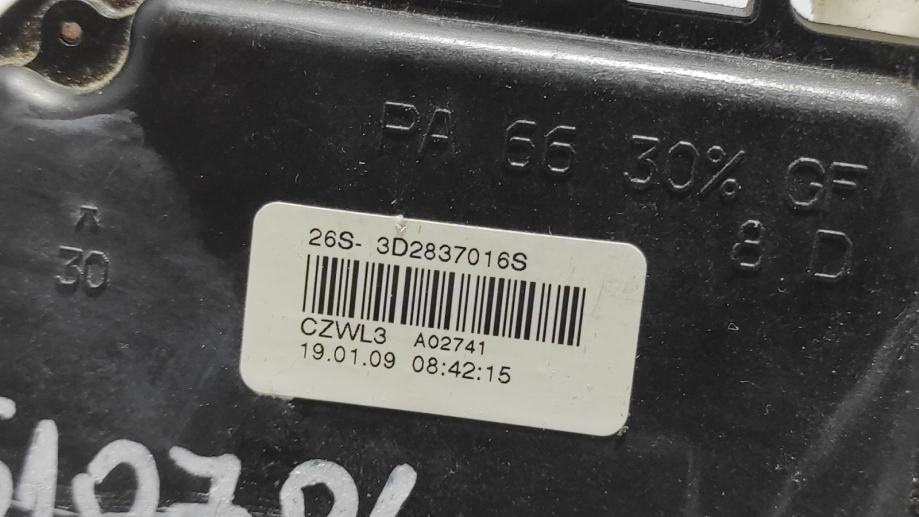 PA 66 30% GF
8 D
30
26S- 3D2837016S
CZWL3 A02741
19.01.09 08:42:15